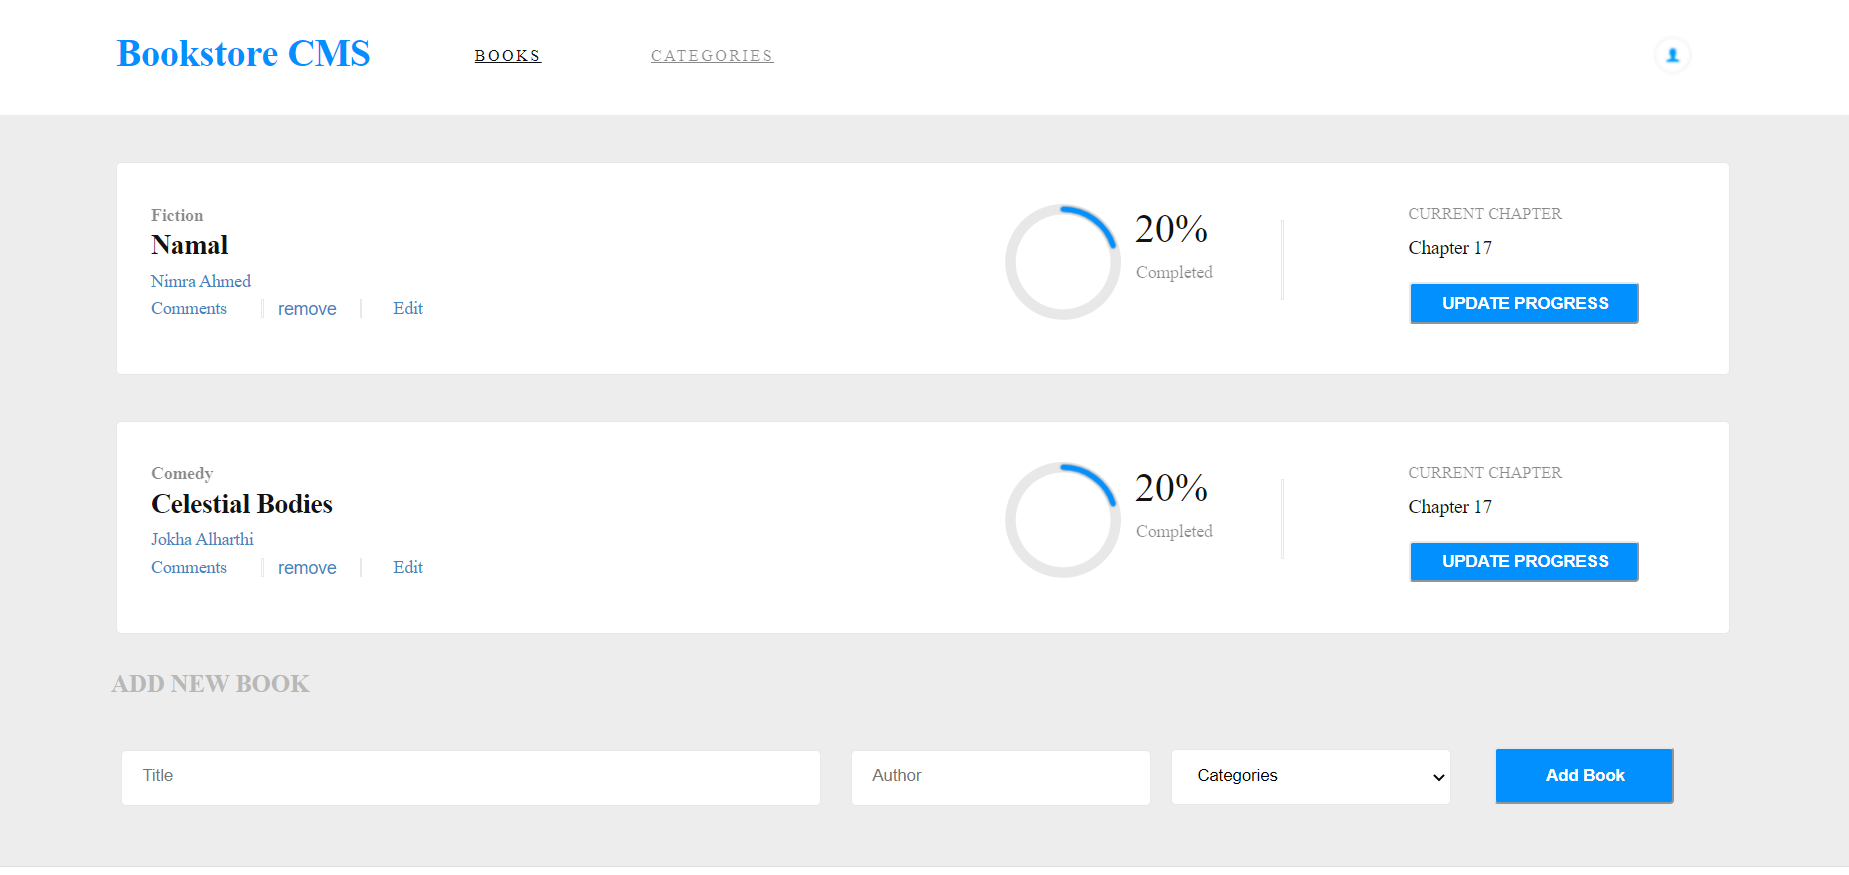 Bookstore CMS
BOOKS
CATEGORIES
Fiction
Namal
Nimra Ahmed
Comments
remove
Edit
20%
Completed
CURRENT CHAPTER
Chapter 17
UPDATE PROGRESS
Comedy
Celestial Bodies
Jokha Alharthi
Comments
remove
Edit
20%
Completed
CURRENT CHAPTER
Chapter 17
UPDATE PROGRESS
ADD NEW BOOK
Title
Author
Categories
Add Book